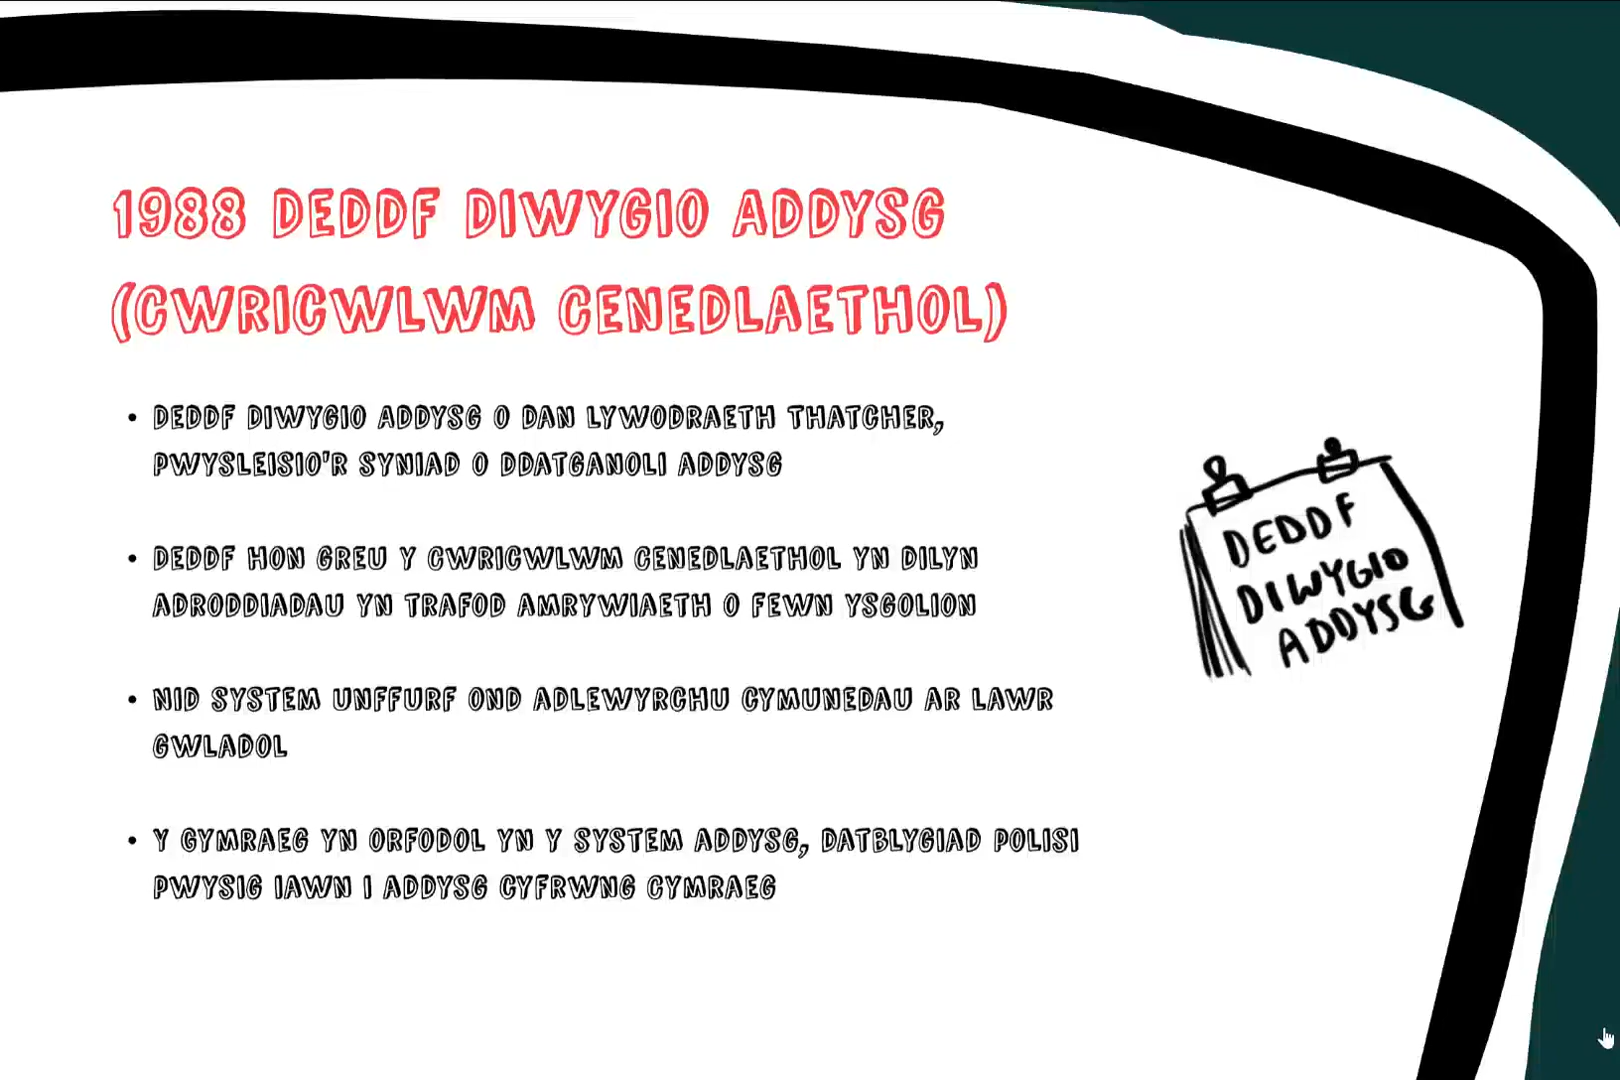 1988 DEDDF DIWYGIO ADDYSG
(CWRICWLWM CENEDLAETHOL)
• DEDDF DIWYGIO ADDYSG O DAN LYWODRAETH THATCHER,
PWYSLEISIO'R SYNIAD O DDATGANOLI ADDYSG
• DEDDF HON GREU Y CWRICWLWM CENEDLAETHOL YN DILYN
ADRODDIADAU YN TRAFOD AMRYWIAETH O FEWN YSGOLION
• NID SYSTEM UNFFURF OND ADLEWYRCHU CYMUNEDAU AR LAWR
GWLADOL
• Y GYMRAEG YN ORFODOL YN Y SYSTEM ADDYSG, DATBLYGIAD POLISI
PWYSIG IAWN I ADDYSG CYFRWNG CYMRAEG
DEDDF
DIWYGIO
ADDYSG